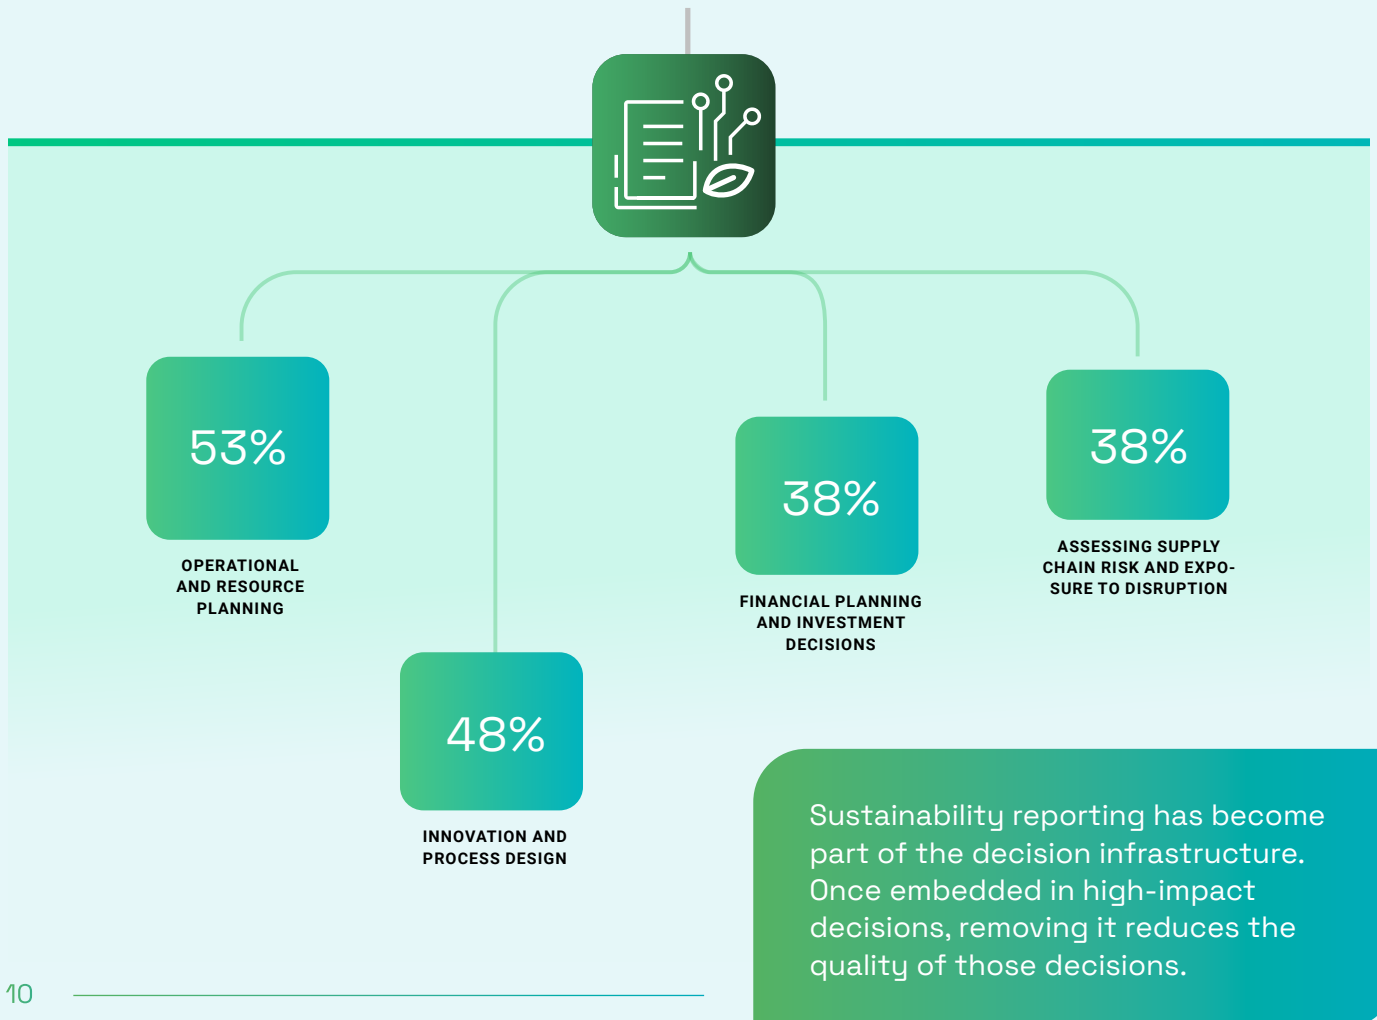 53%
OPERATIONAL
AND RESOURCE
PLANNING
48%
INNOVATION AND
PROCESS DESIGN
38%
FINANCIAL PLANNING
AND INVESTMENT
DECISIONS
38%
ASSESSING SUPPLY
CHAIN RISK AND EXPO-
SURE TO DISRUPTION
Sustainability reporting has become
part of the decision infrastructure.
Once embedded in high-impact
decisions, removing it reduces the
quality of those decisions.
10